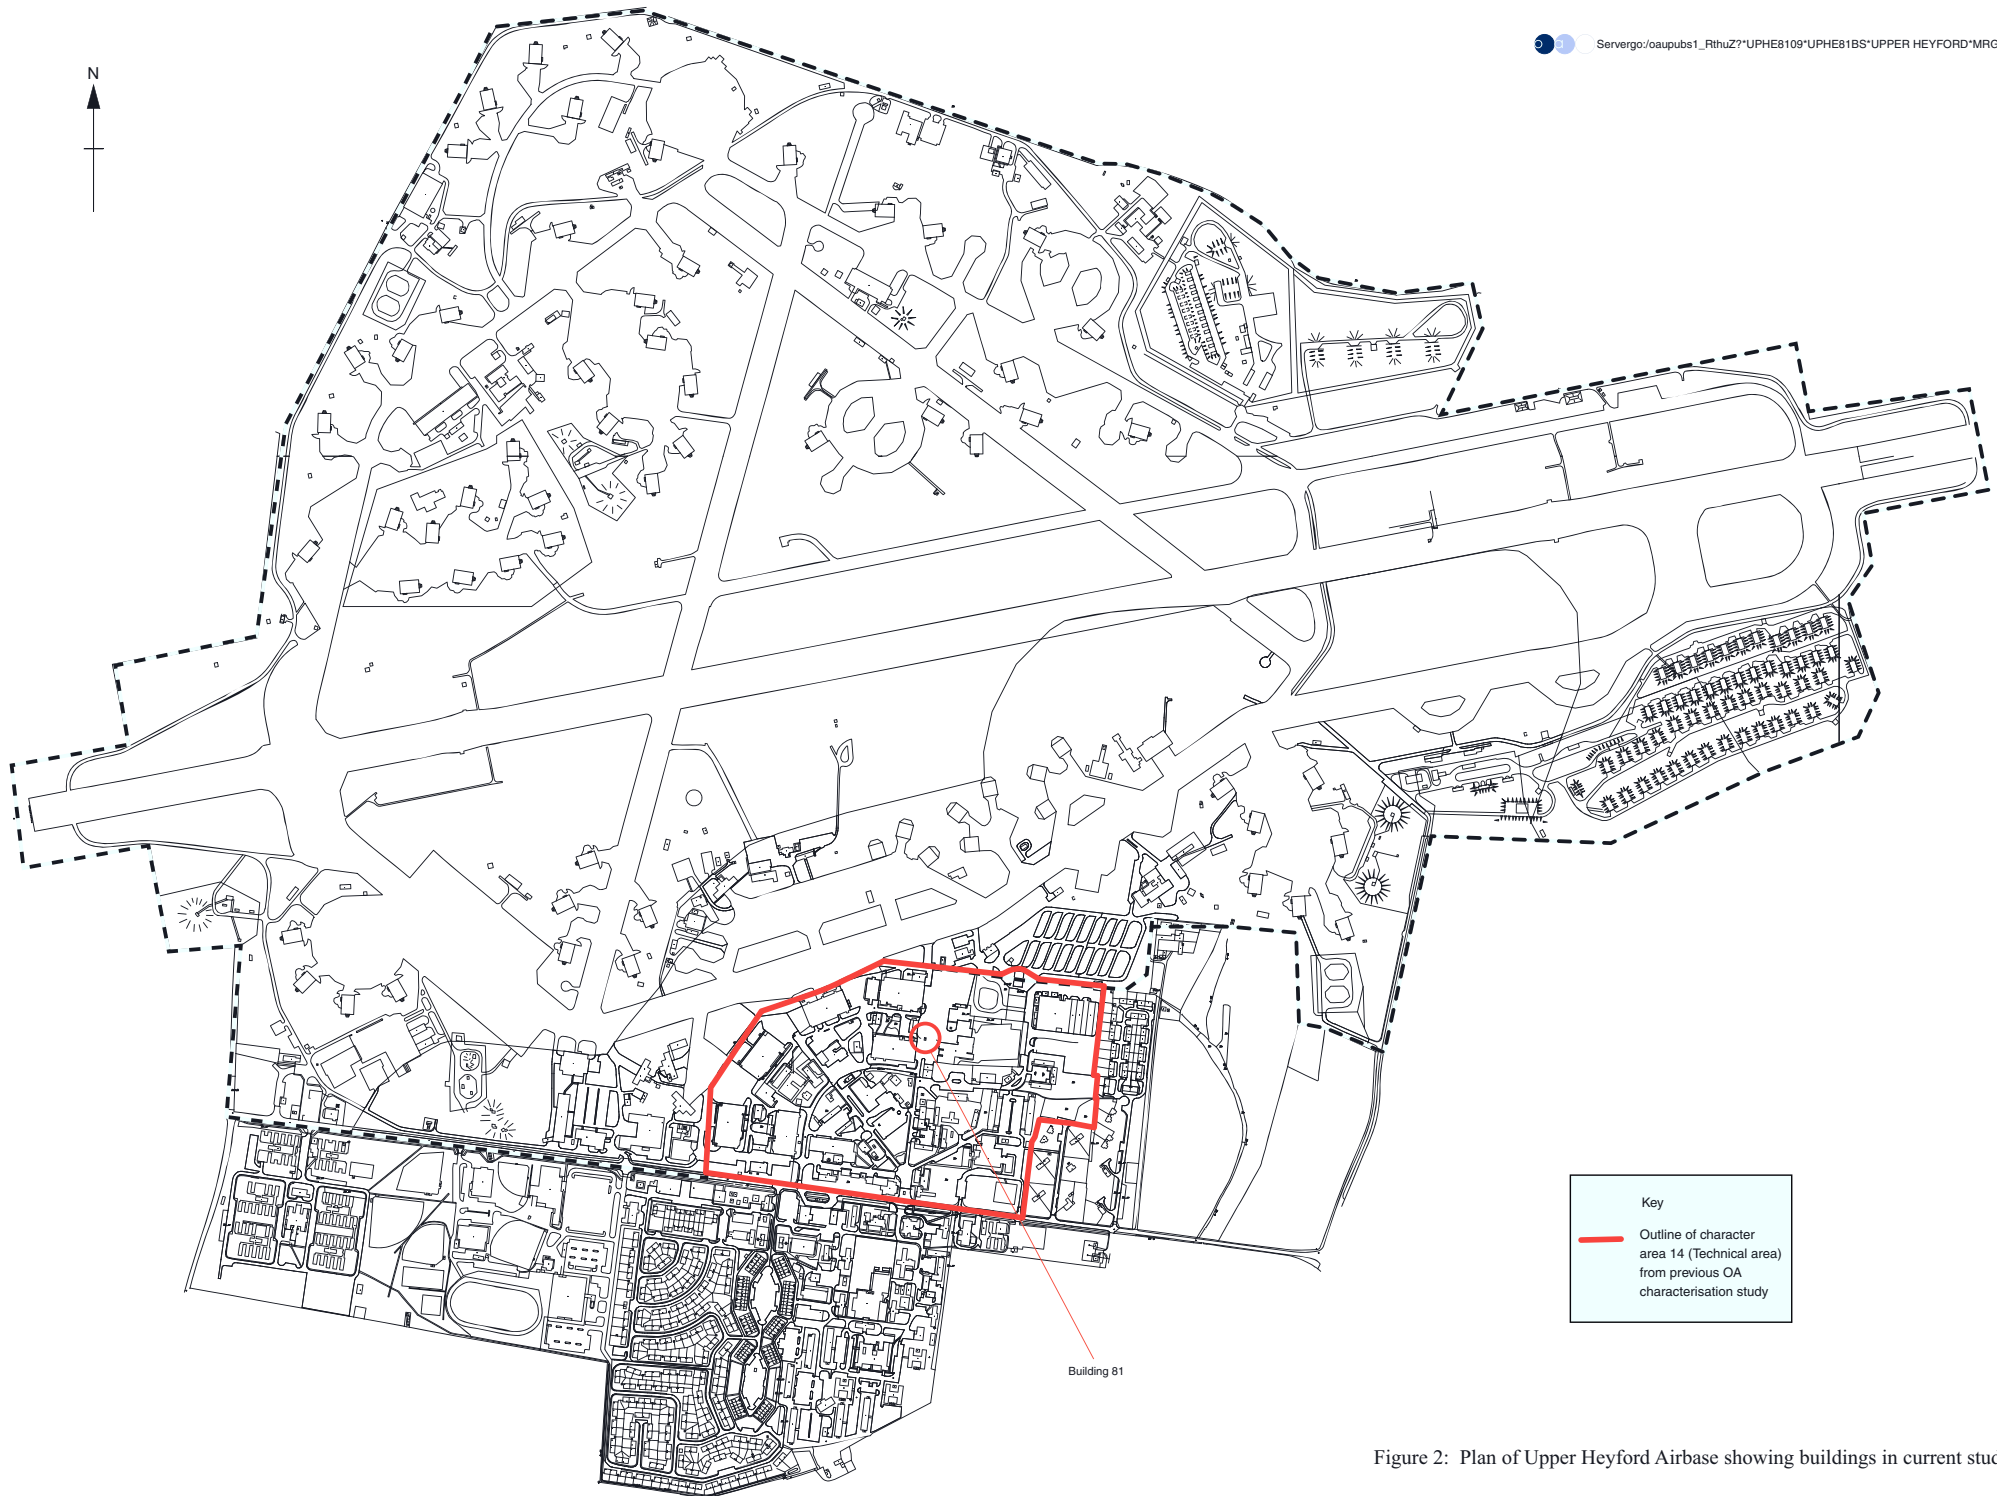 N
oa Servergo:/oaupubs1_RthuZ?*UPHE8109*UPHE81BS*UPPER HEYFORD*MRG
Key
Outline of character
area 14 (Technical area)
from previous OA
characterisation study
Building 81
Figure 2: Plan of Upper Heyford Airbase showing buildings in current stud